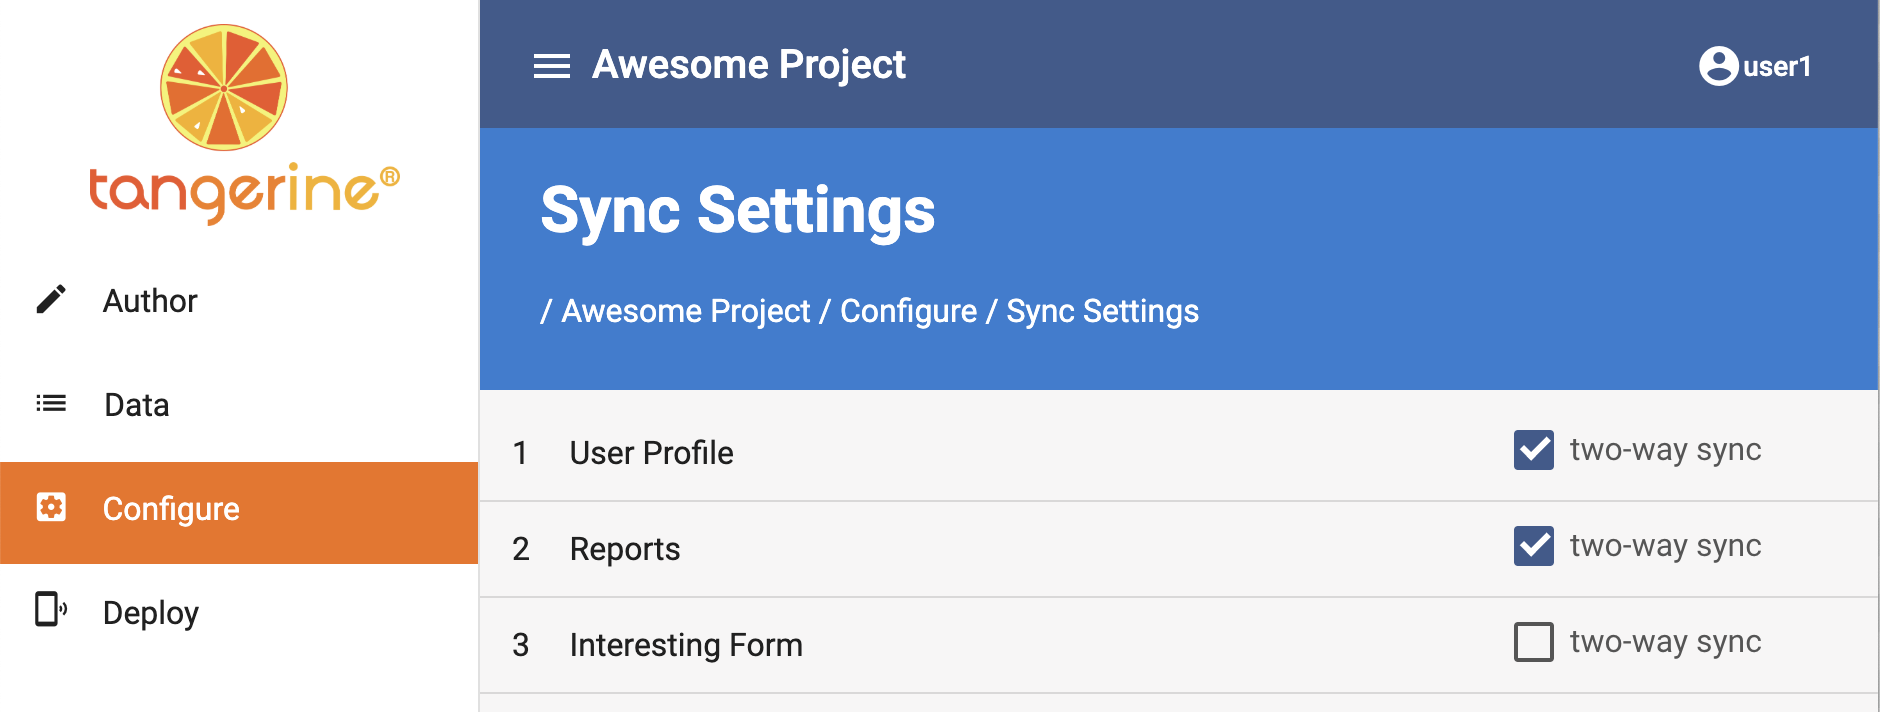 tangerine®
Author
Data
Configure
Deploy
Awesome Project
user1
Sync Settings
/ Awesome Project / Configure / Sync Settings
1 User Profile two-way sync
2 Reports two-way sync
3 Interesting Form two-way sync